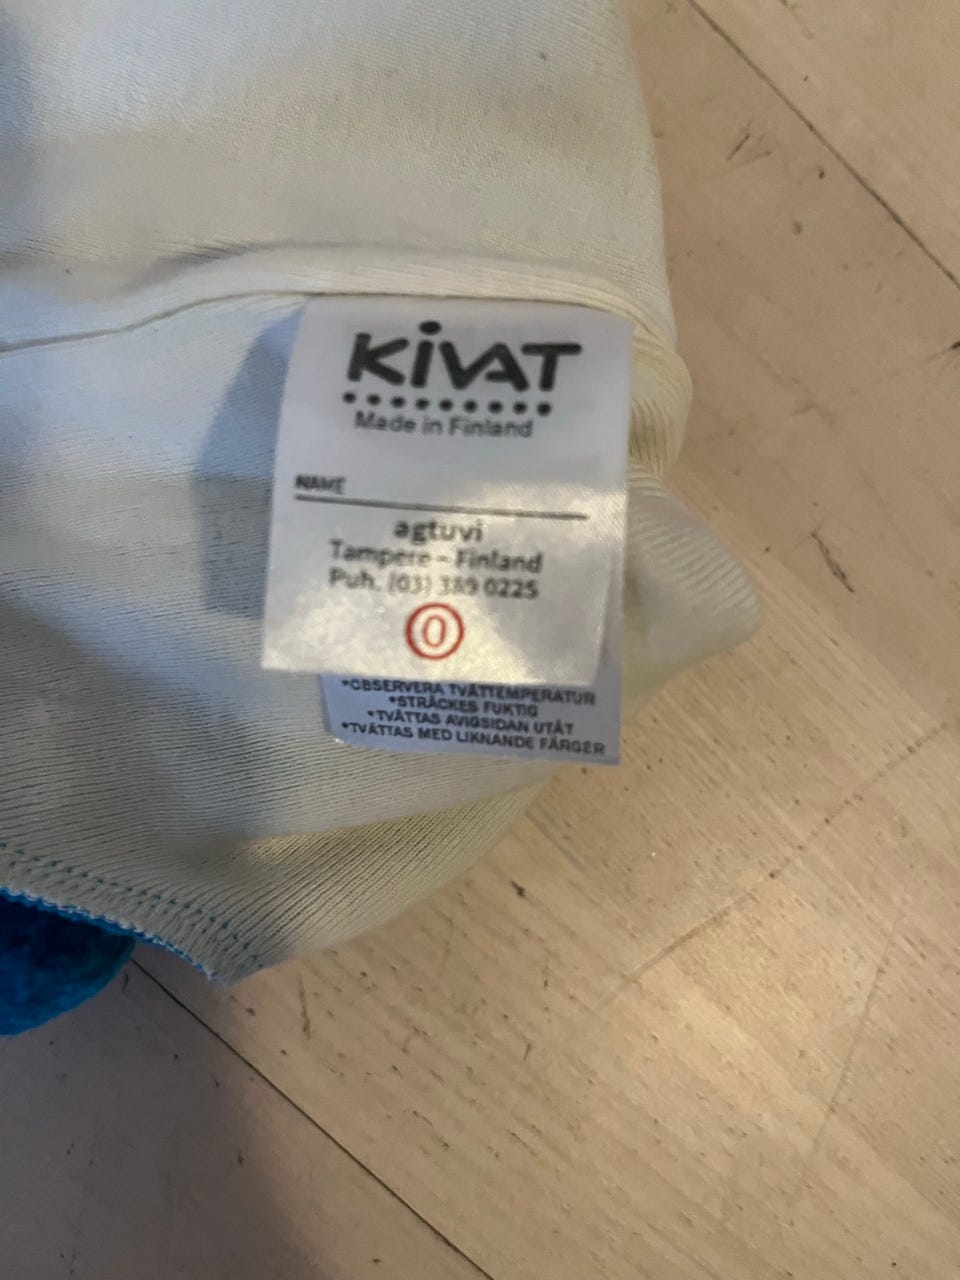 KiVAT
Made in Finland
NAME
agtuvi
Tampere - Finland
Puh. (03) 389 0225
0
*OBSERVERA TVÄTTEMPERATUR
*STRÄCKES FUKTIG
*TVÄTTAS AVIGSIDAN UTÅT
*TVÄTTAS MED LIKNANDE FÄRGER